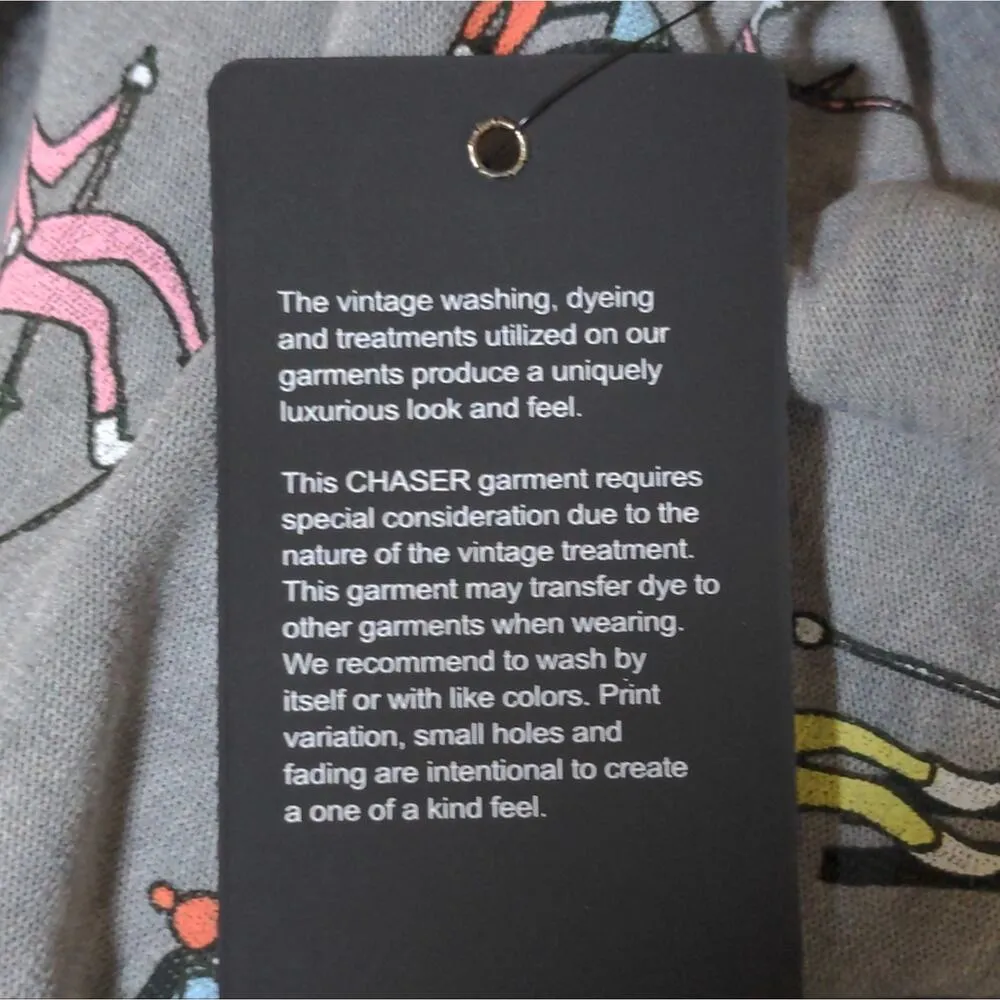 The vintage washing, dyeing
and treatments utilized on our
garments produce a uniquely
luxurious look and feel.
This CHASER garment requires
special consideration due to the
nature of the vintage treatment.
This garment may transfer dye to
other garments when wearing.
We recommend to wash by
itself or with like colors. Print
variation, small holes and
fading are intentional to create
a one of a kind feel.